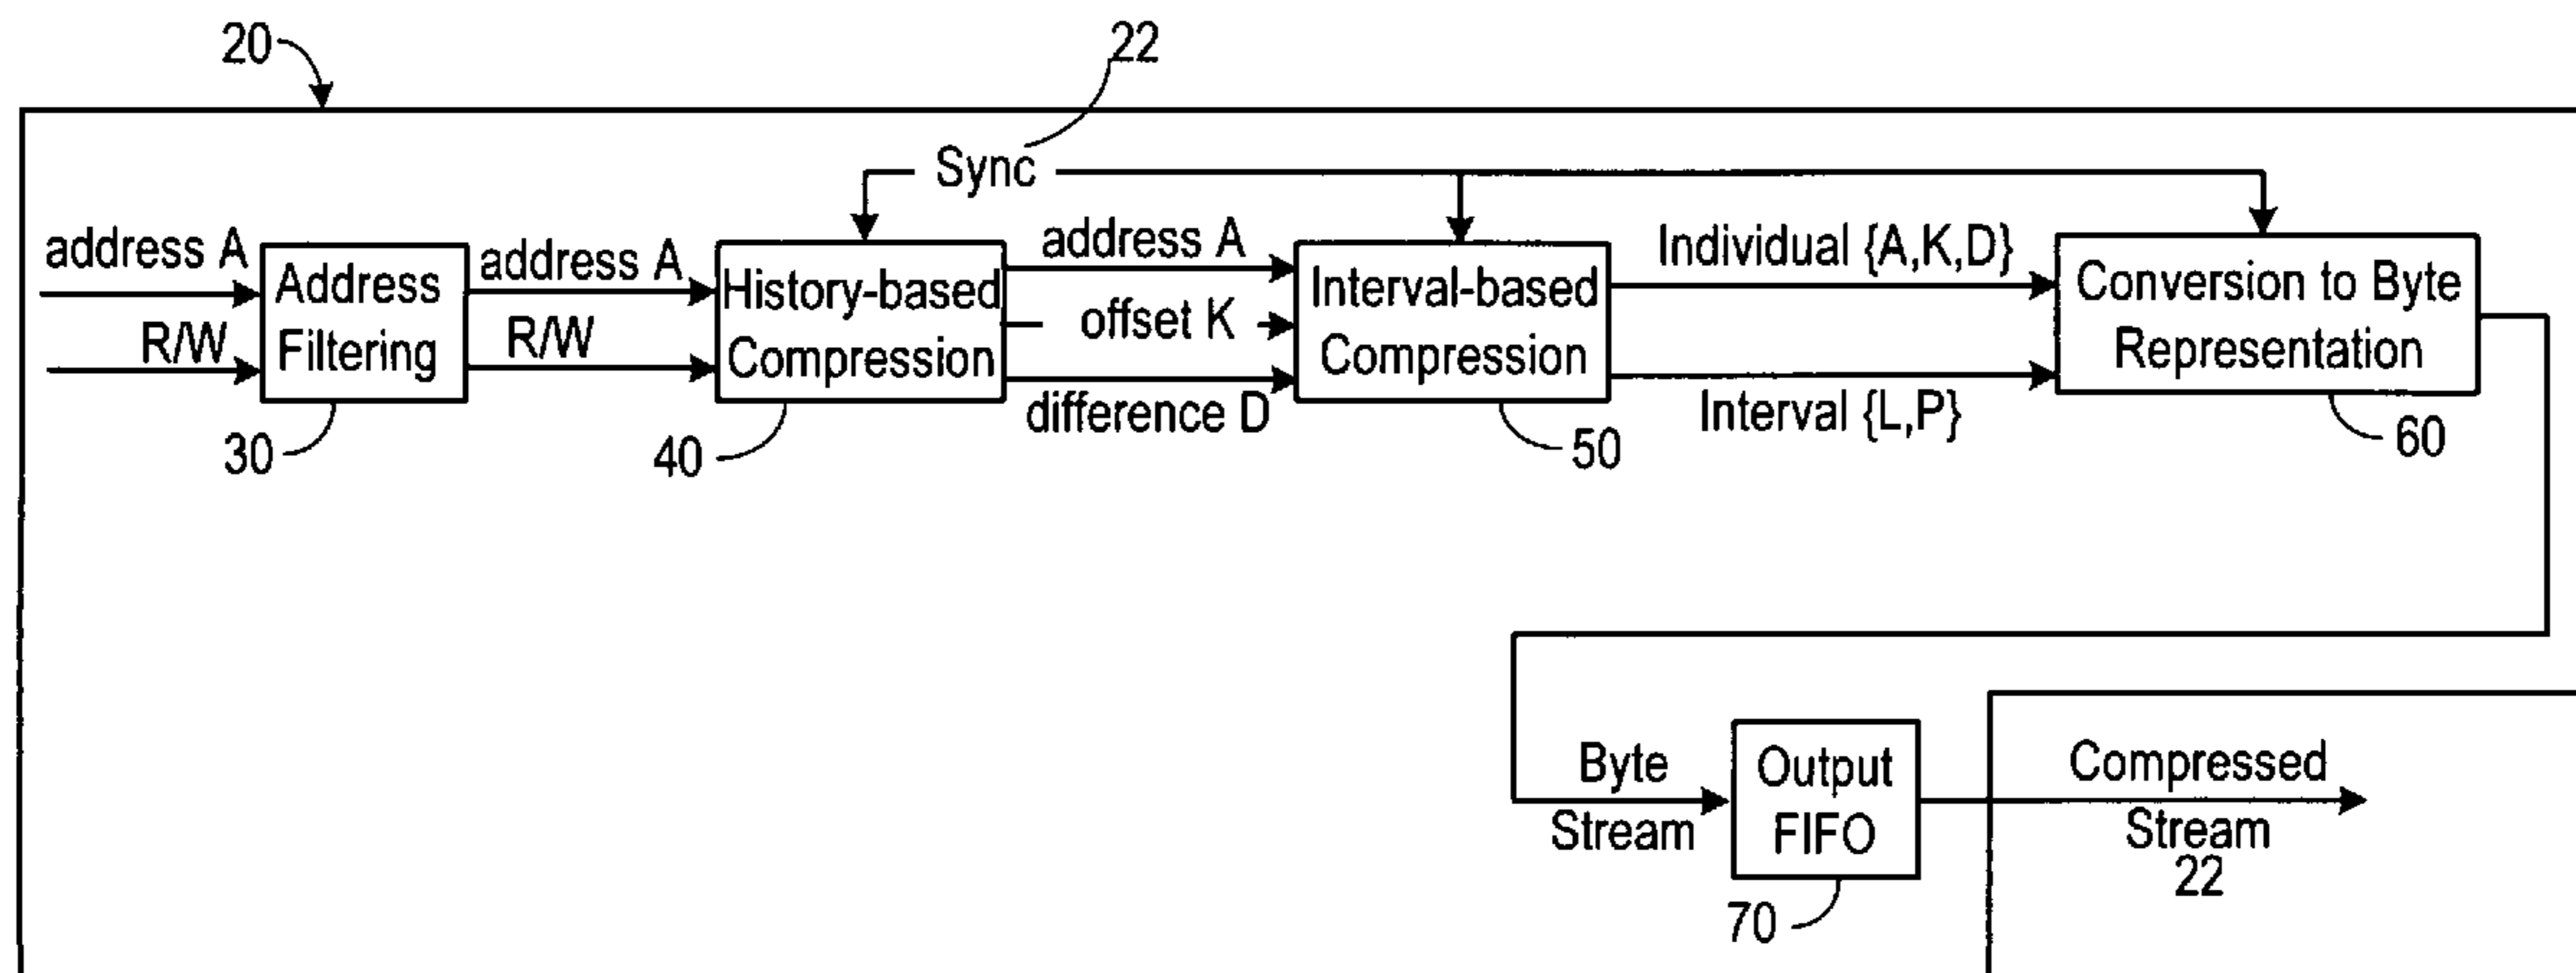 20
22
Sync
address A
R/W
Address
Filtering
30
address A
R/W
History-based
Compression
40
address A
offset K
difference D
Interval-based
Compression
50
Individual {A,K,D}
Interval {L,P}
Conversion to Byte
Representation
60
Byte
Stream
Output
FIFO
70
Compressed
Stream
22